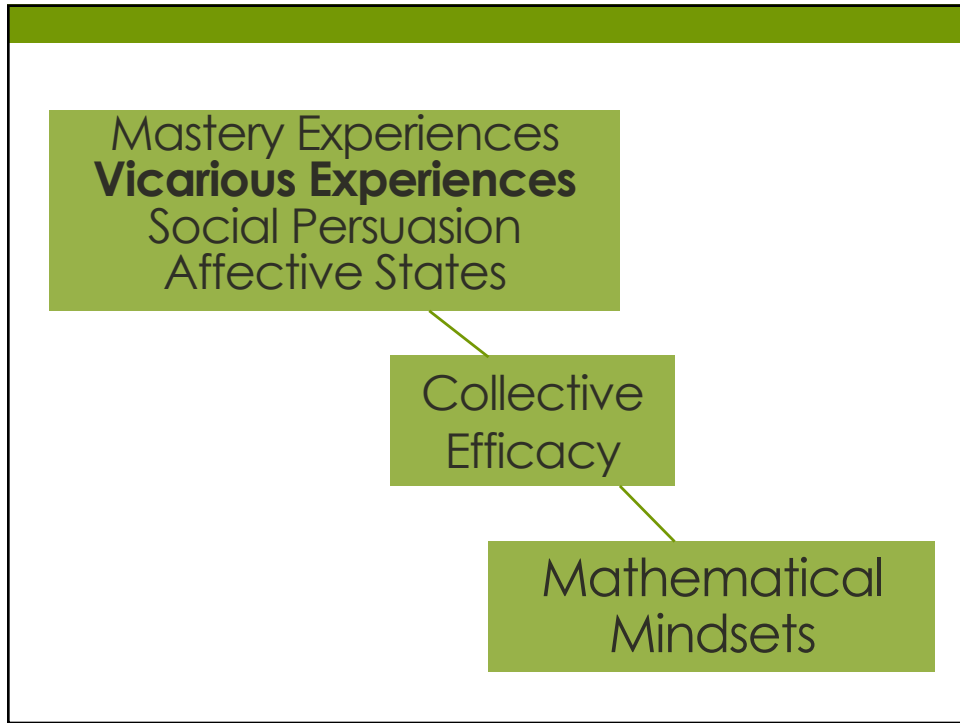 Mastery Experiences
Vicarious Experiences
Social Persuasion
Affective States
Collective
Efficacy
Mathematical
Mindsets